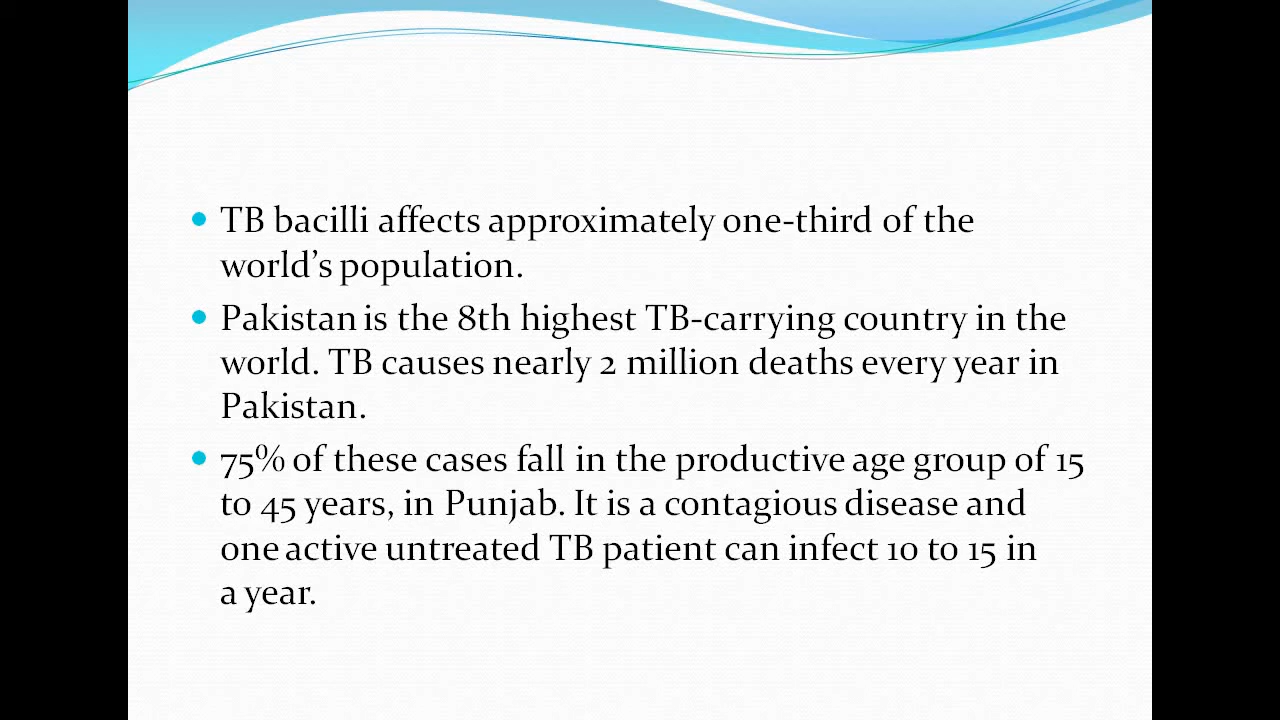 TB bacilli affects approximately one-third of the
world’s population.
Pakistan is the 8th highest TB-carrying country in the
world. TB causes nearly 2 million deaths every year in
Pakistan.
75% of these cases fall in the productive age group of 15
to 45 years, in Punjab. It is a contagious disease and
one active untreated TB patient can infect 10 to 15 in
a year.